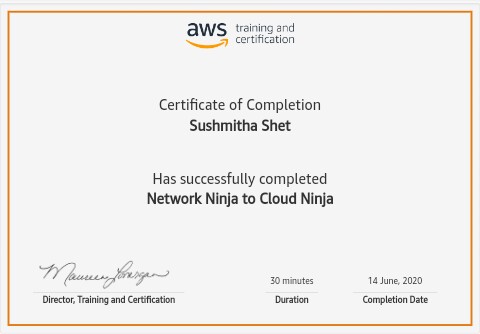 aws training and
certification
Certificate of Completion
Sushmitha Shet
Has successfully completed
Network Ninja to Cloud Ninja
Maureen Lonergan
30 minutes
14 June, 2020
Director, Training and Certification
Duration
Completion Date